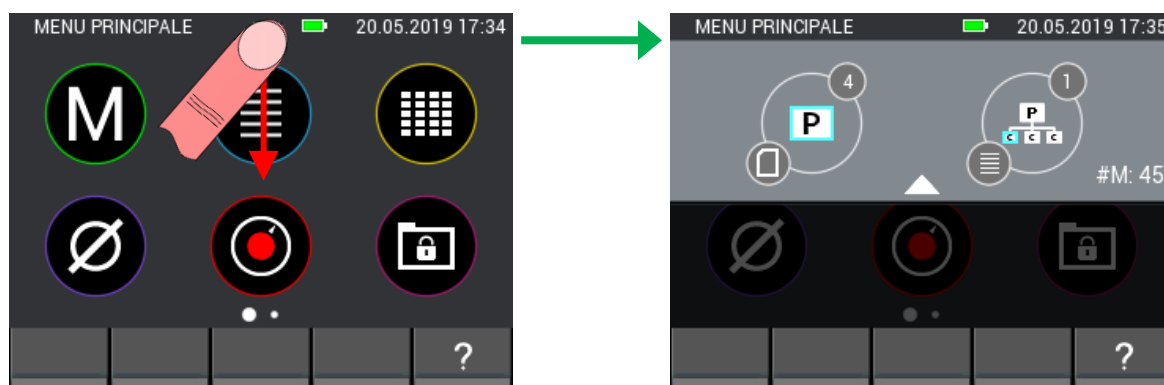 MENU PRINCIPALE 20.05.2019 17:34
M
?
MENU PRINCIPALE 20.05.2019 17:35
4
1
P
P
C C C
#M: 45
?